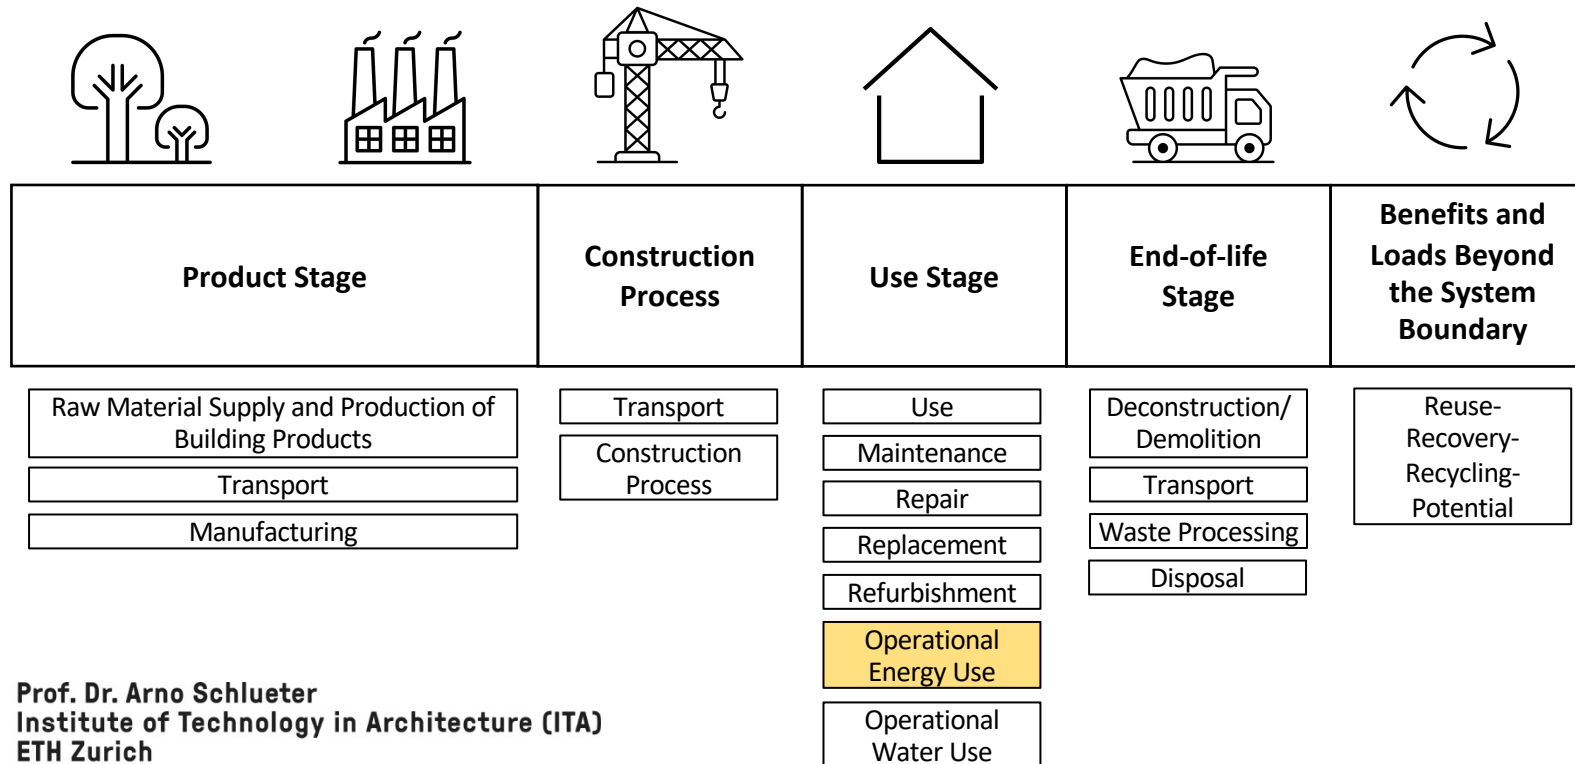 Product Stage
Construction
Process
Use Stage
End-of-life
Stage
Benefits and
Loads Beyond
the System
Boundary
Raw Material Supply and Production of
Building Products
Transport
Manufacturing
Transport
Construction
Process
Use
Maintenance
Repair
Replacement
Refurbishment
Operational
Energy Use
Operational
Water Use
Deconstruction/
Demolition
Transport
Waste Processing
Disposal
Reuse-
Recovery-
Recycling-
Potential
Prof. Dr. Arno Schlueter
Institute of Technology in Architecture (ITA)
ETH Zurich